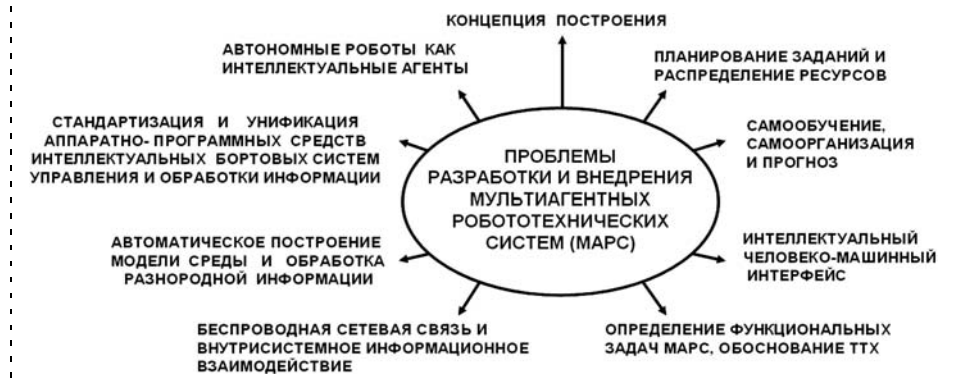 КОНЦЕПЦИЯ ПОСТРОЕНИЯ
АВТОНОМНЫЕ РОБОТЫ КАК
ИНТЕЛЛЕКТУАЛЬНЫЕ АГЕНТЫ
ПЛАНИРОВАНИЕ ЗАДАНИЙ И
РАСПРЕДЕЛЕНИЕ РЕСУРСОВ
СТАНДАРТИЗАЦИЯ И УНИФИКАЦИЯ
АППАРАТНО- ПРОГРАММНЫХ СРЕДСТВ
ИНТЕЛЛЕКТУАЛЬНЫХ БОРТОВЫХ СИСТЕМ
УПРАВЛЕНИЯ И ОБРАБОТКИ ИНФОРМАЦИИ
САМООБУЧЕНИЕ,
САМООРГАНИЗАЦИЯ
И ПРОГНОЗ
ПРОБЛЕМЫ
РАЗРАБОТКИ И ВНЕДРЕНИЯ
МУЛЬТИАГЕНТНЫХ
РОБОТОТЕХНИЧЕСКИХ
СИСТЕМ (МАРС)
АВТОМАТИЧЕСКОЕ ПОСТРОЕНИЕ
МОДЕЛИ СРЕДЫ И ОБРАБОТКА
РАЗНОРОДНОЙ ИНФОРМАЦИИ
ИНТЕЛЛЕКТУАЛЬНЫЙ
ЧЕЛОВЕКО-МАШИННЫЙ
ИНТЕРФЕЙС
БЕСПРОВОДНАЯ СЕТЕВАЯ СВЯЗЬ И
ВНУТРИСИСТЕМНОЕ ИНФОРМАЦИОННОЕ
ВЗАИМОДЕЙСТВИЕ
ОПРЕДЕЛЕНИЕ ФУНКЦИОНАЛЬНЫХ
ЗАДАЧ МАРС, ОБОСНОВАНИЕ ТТХ